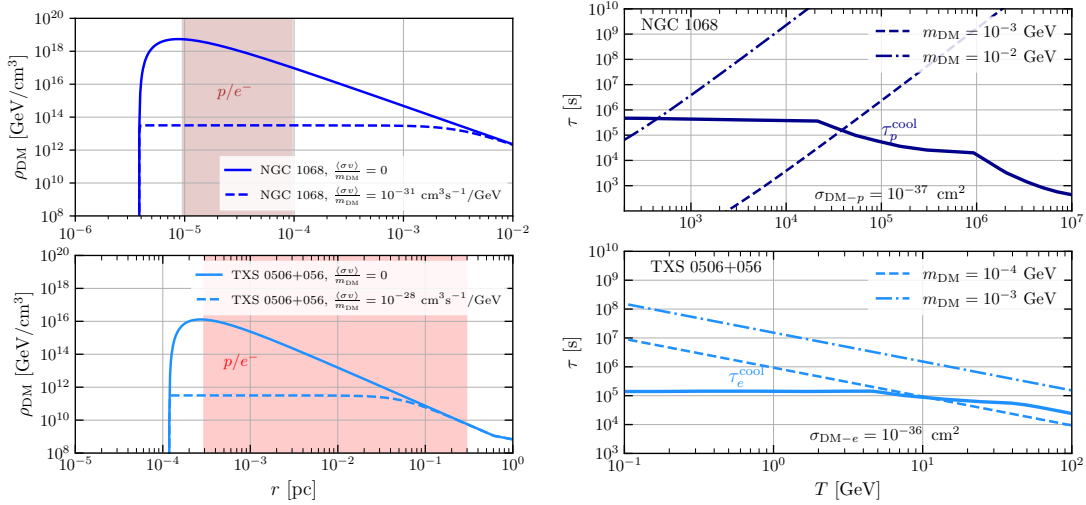 10^20
10^18
10^16
10^14
10^12
10^10
10^8
ρ_DM [GeV/cm^3]
p/e^-
NGC 1068, ⟨σv⟩/m_DM = 0
NGC 1068, ⟨σv⟩/m_DM = 10^-31 cm^3s^-1/GeV
10^-6
10^-5
10^-4
10^-3
10^-2
10^20
10^18
10^16
10^14
10^12
10^10
10^8
ρ_DM [GeV/cm^3]
TXS 0506+056, ⟨σv⟩/m_DM = 0
TXS 0506+056, ⟨σv⟩/m_DM = 10^-28 cm^3s^-1/GeV
p/e^-
10^-5
10^-4
10^-3
10^-2
10^-1
10^0
r [pc]
10^10
10^9
10^8
10^7
10^6
10^5
10^4
10^3
τ [s]
NGC 1068
m_DM = 10^-3 GeV
m_DM = 10^-2 GeV
τ_p^cool
σ_DM−p = 10^-37 cm^2
10^3
10^4
10^5
10^6
10^7
10^10
10^9
10^8
10^7
10^6
10^5
10^4
10^3
τ [s]
TXS 0506+056
m_DM = 10^-4 GeV
m_DM = 10^-3 GeV
τ_e^cool
σ_DM−e = 10^-36 cm^2
10^-1
10^0
10^1
10^2
T [GeV]